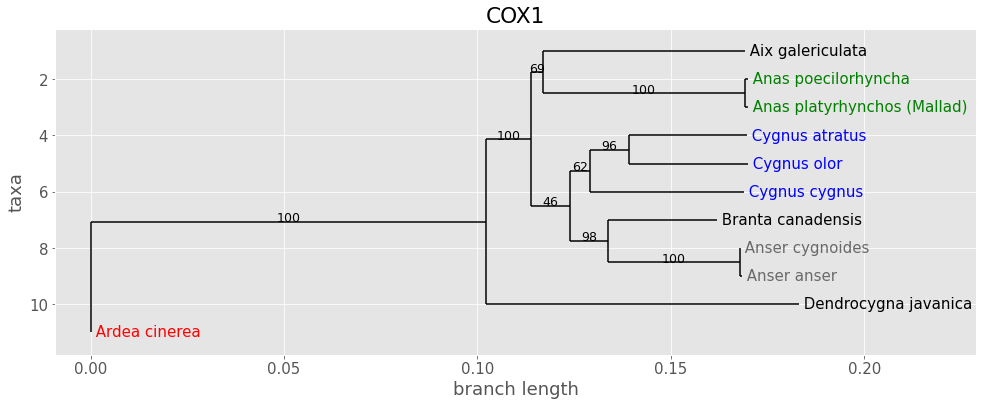 COX1
Aix galericulata
69
2
Anas poecilorhyncha
100
Anas platyrhynchos (Mallad)
4
100
Cygnus atratus
96
Cygnus olor
62
taxa
6
Cygnus cygnus
46
100
Branta canadensis
98
8
Anser cygnoides
100
Anser anser
10
Dendrocygna javanica
Ardea cinerea
0.00 0.05 0.10 0.15 0.20
branch length